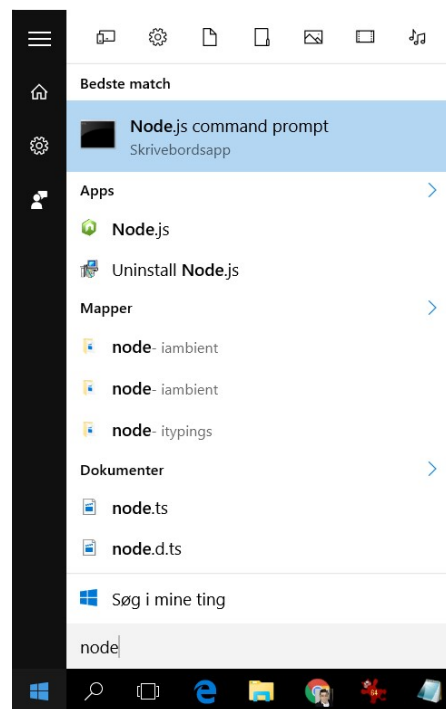 Bedste match
Node.js command prompt
Skrivebordsapp
Apps
Node.js
Uninstall Node.js
Mapper
node- iambient
node- iambient
node- itypings
Dokumenter
node.ts
node.d.ts
Søg i mine ting
node
64